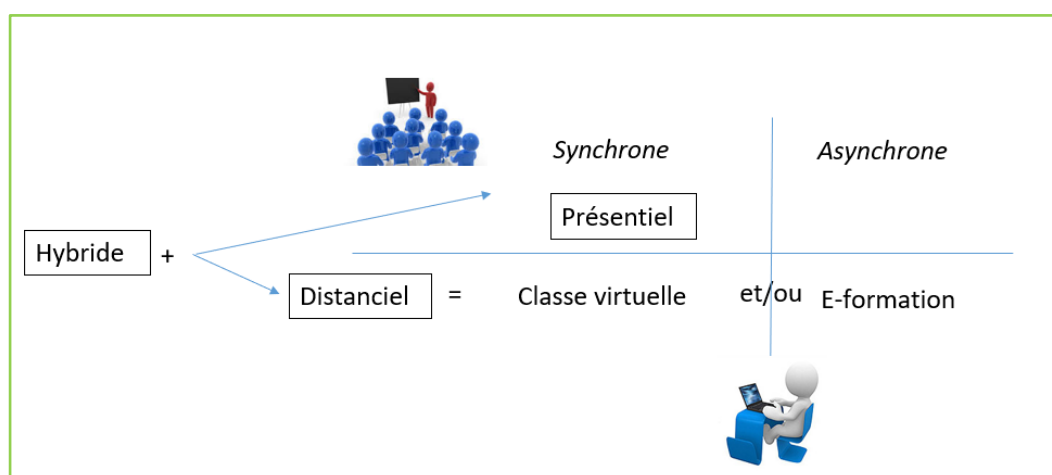 Synchrone
Asynchrone
Présentiel
Hybride +
Distanciel = Classe virtuelle et/ou E-formation